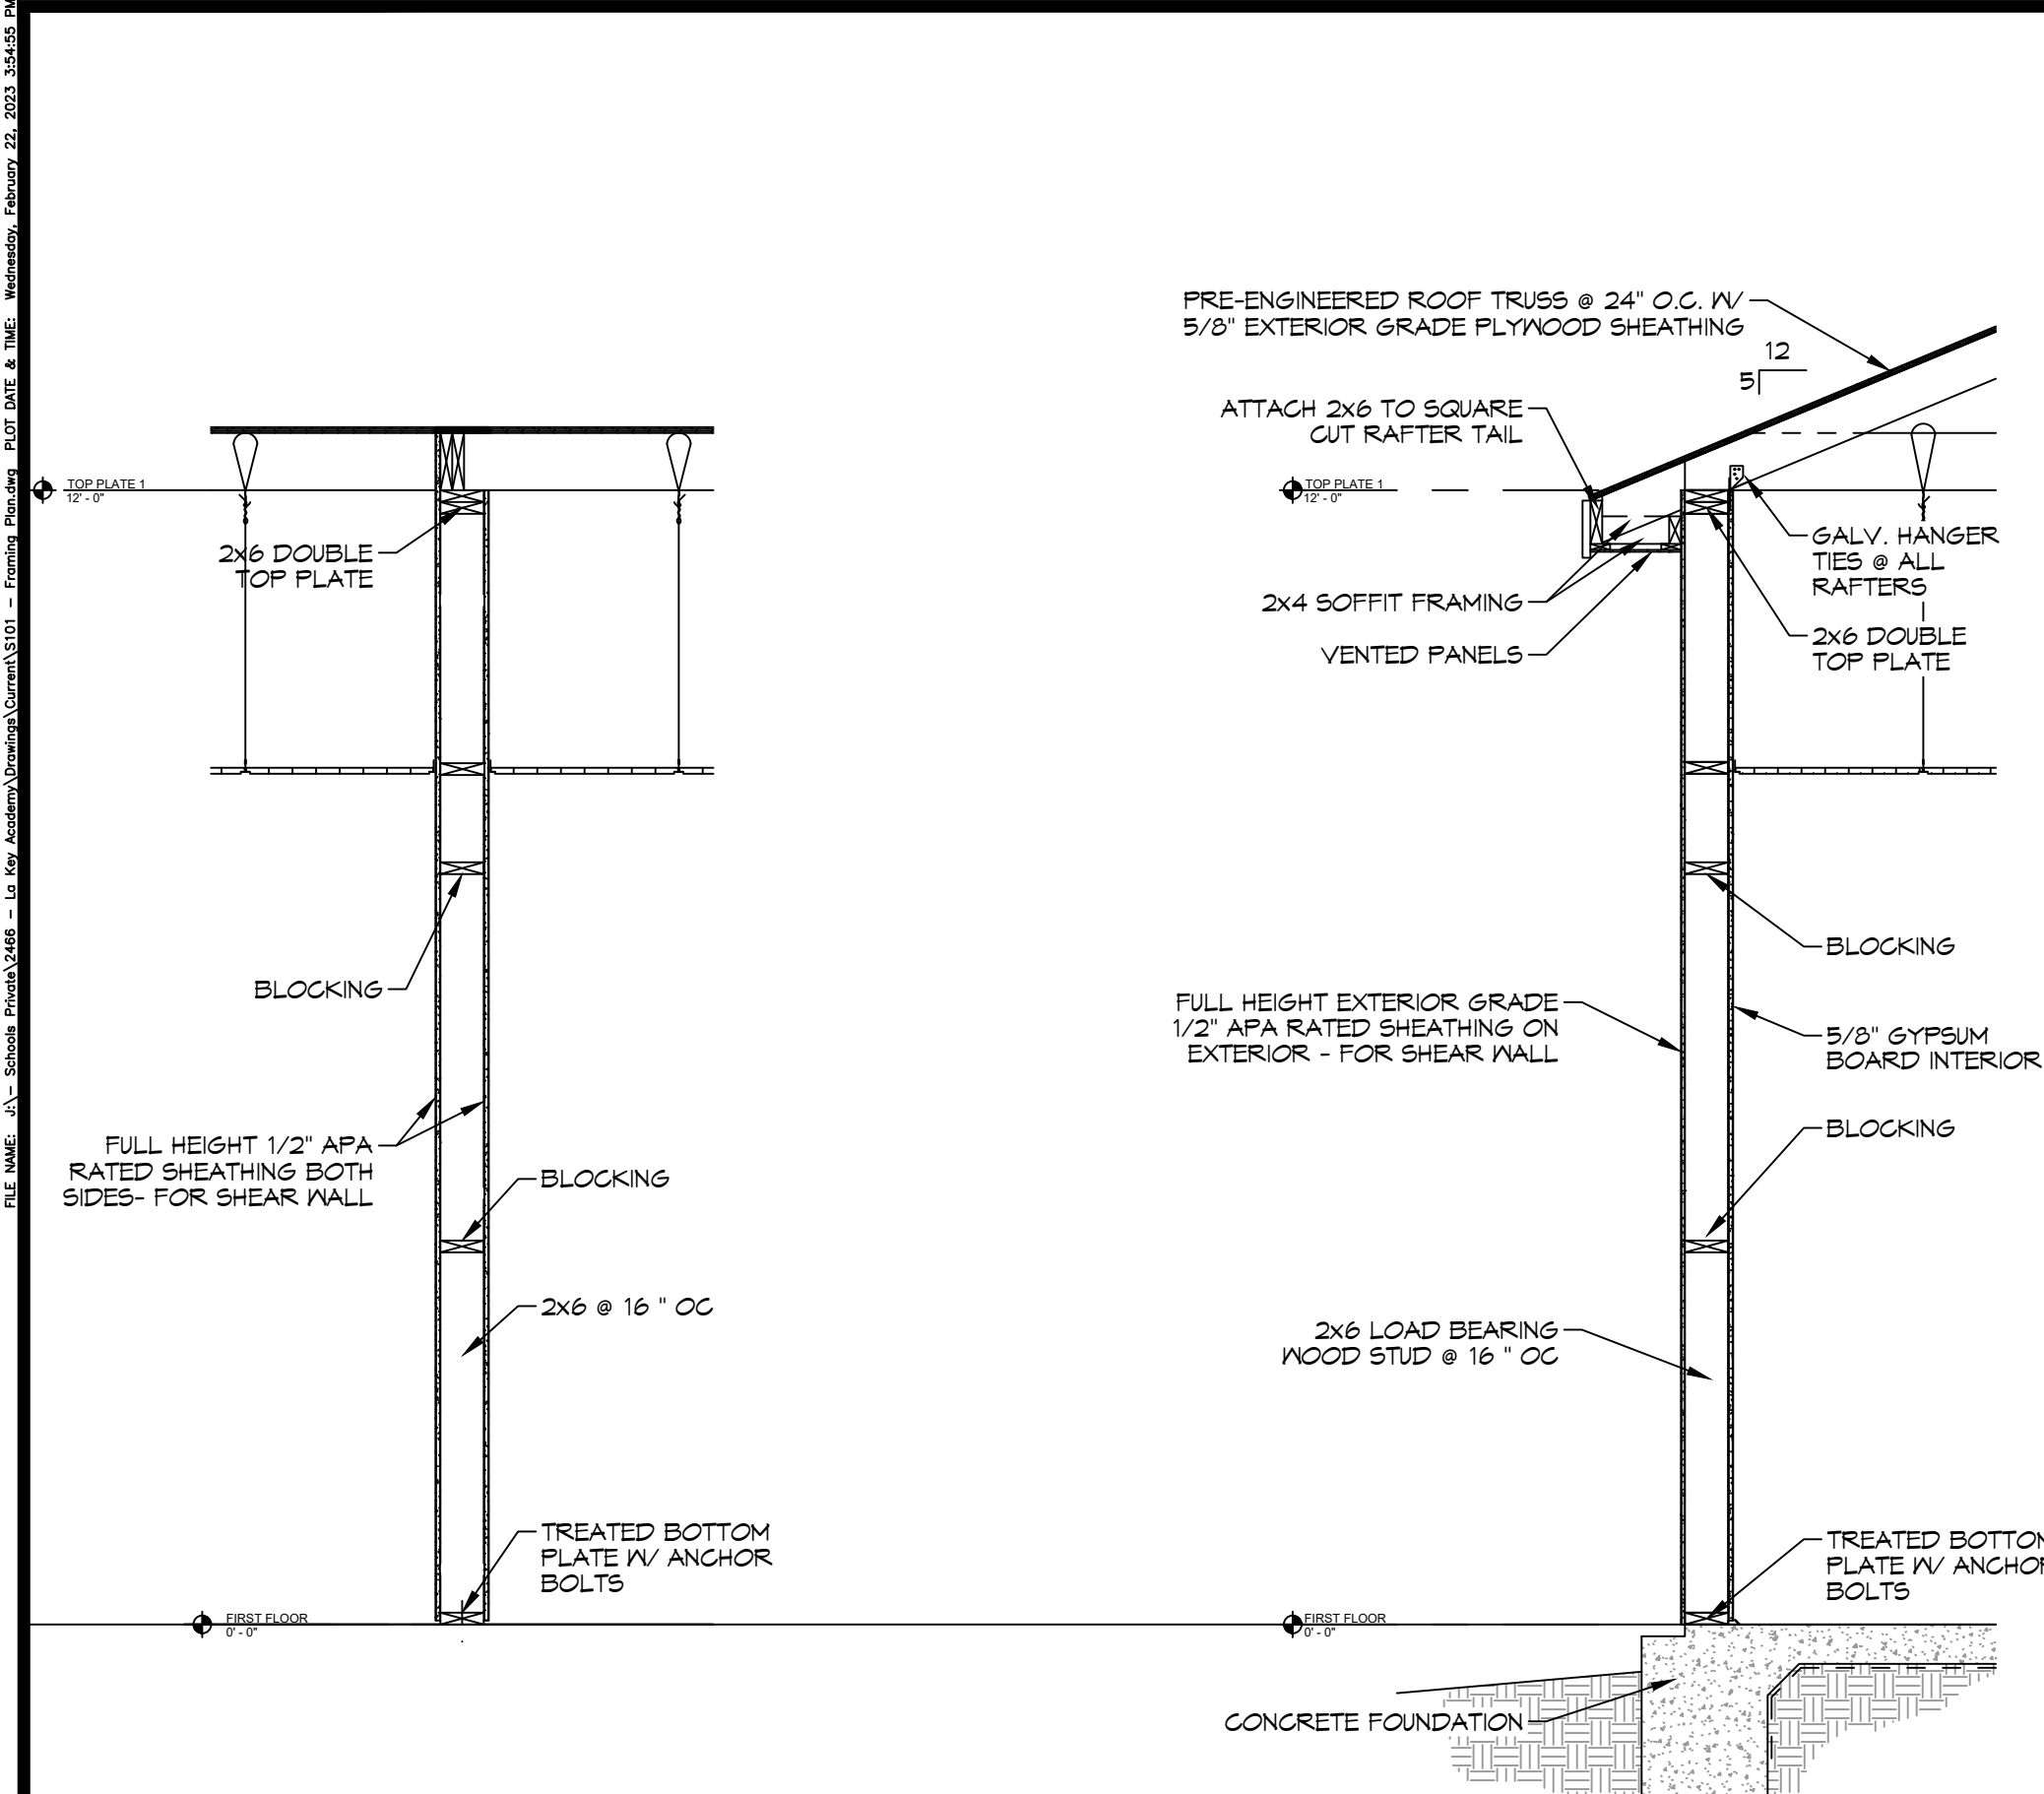 FILE NAME: J:\- Schools Private\2466 - La Key Academy\Drawings\Current\S101 - Framing Plan.dwg PLOT DATE & TIME: Wednesday, February 22, 2023 3:54:55 PM
TOP PLATE 1
12' - 0"
2x6 DOUBLE
TOP PLATE
BLOCKING
FULL HEIGHT 1/2" APA
RATED SHEATHING BOTH
SIDES- FOR SHEAR WALL
BLOCKING
2x6 @ 16 " OC
TREATED BOTTOM
PLATE W/ ANCHOR
BOLTS
FIRST FLOOR
0' - 0"
PRE-ENGINEERED ROOF TRUSS @ 24" O.C. W/
5/8" EXTERIOR GRADE PLYWOOD SHEATHING
12
5
ATTACH 2x6 TO SQUARE
CUT RAFTER TAIL
TOP PLATE 1
12' - 0"
GALV. HANGER
TIES @ ALL
RAFTERS
2x4 SOFFIT FRAMING
2x6 DOUBLE
TOP PLATE
VENTED PANELS
BLOCKING
FULL HEIGHT EXTERIOR GRADE
1/2" APA RATED SHEATHING ON
EXTERIOR - FOR SHEAR WALL
5/8" GYPSUM
BOARD INTERIOR
BLOCKING
2x6 LOAD BEARING
WOOD STUD @ 16 " OC
TREATED BOTTOM
PLATE W/ ANCHOR
BOLTS
FIRST FLOOR
0' - 0"
CONCRETE FOUNDATION